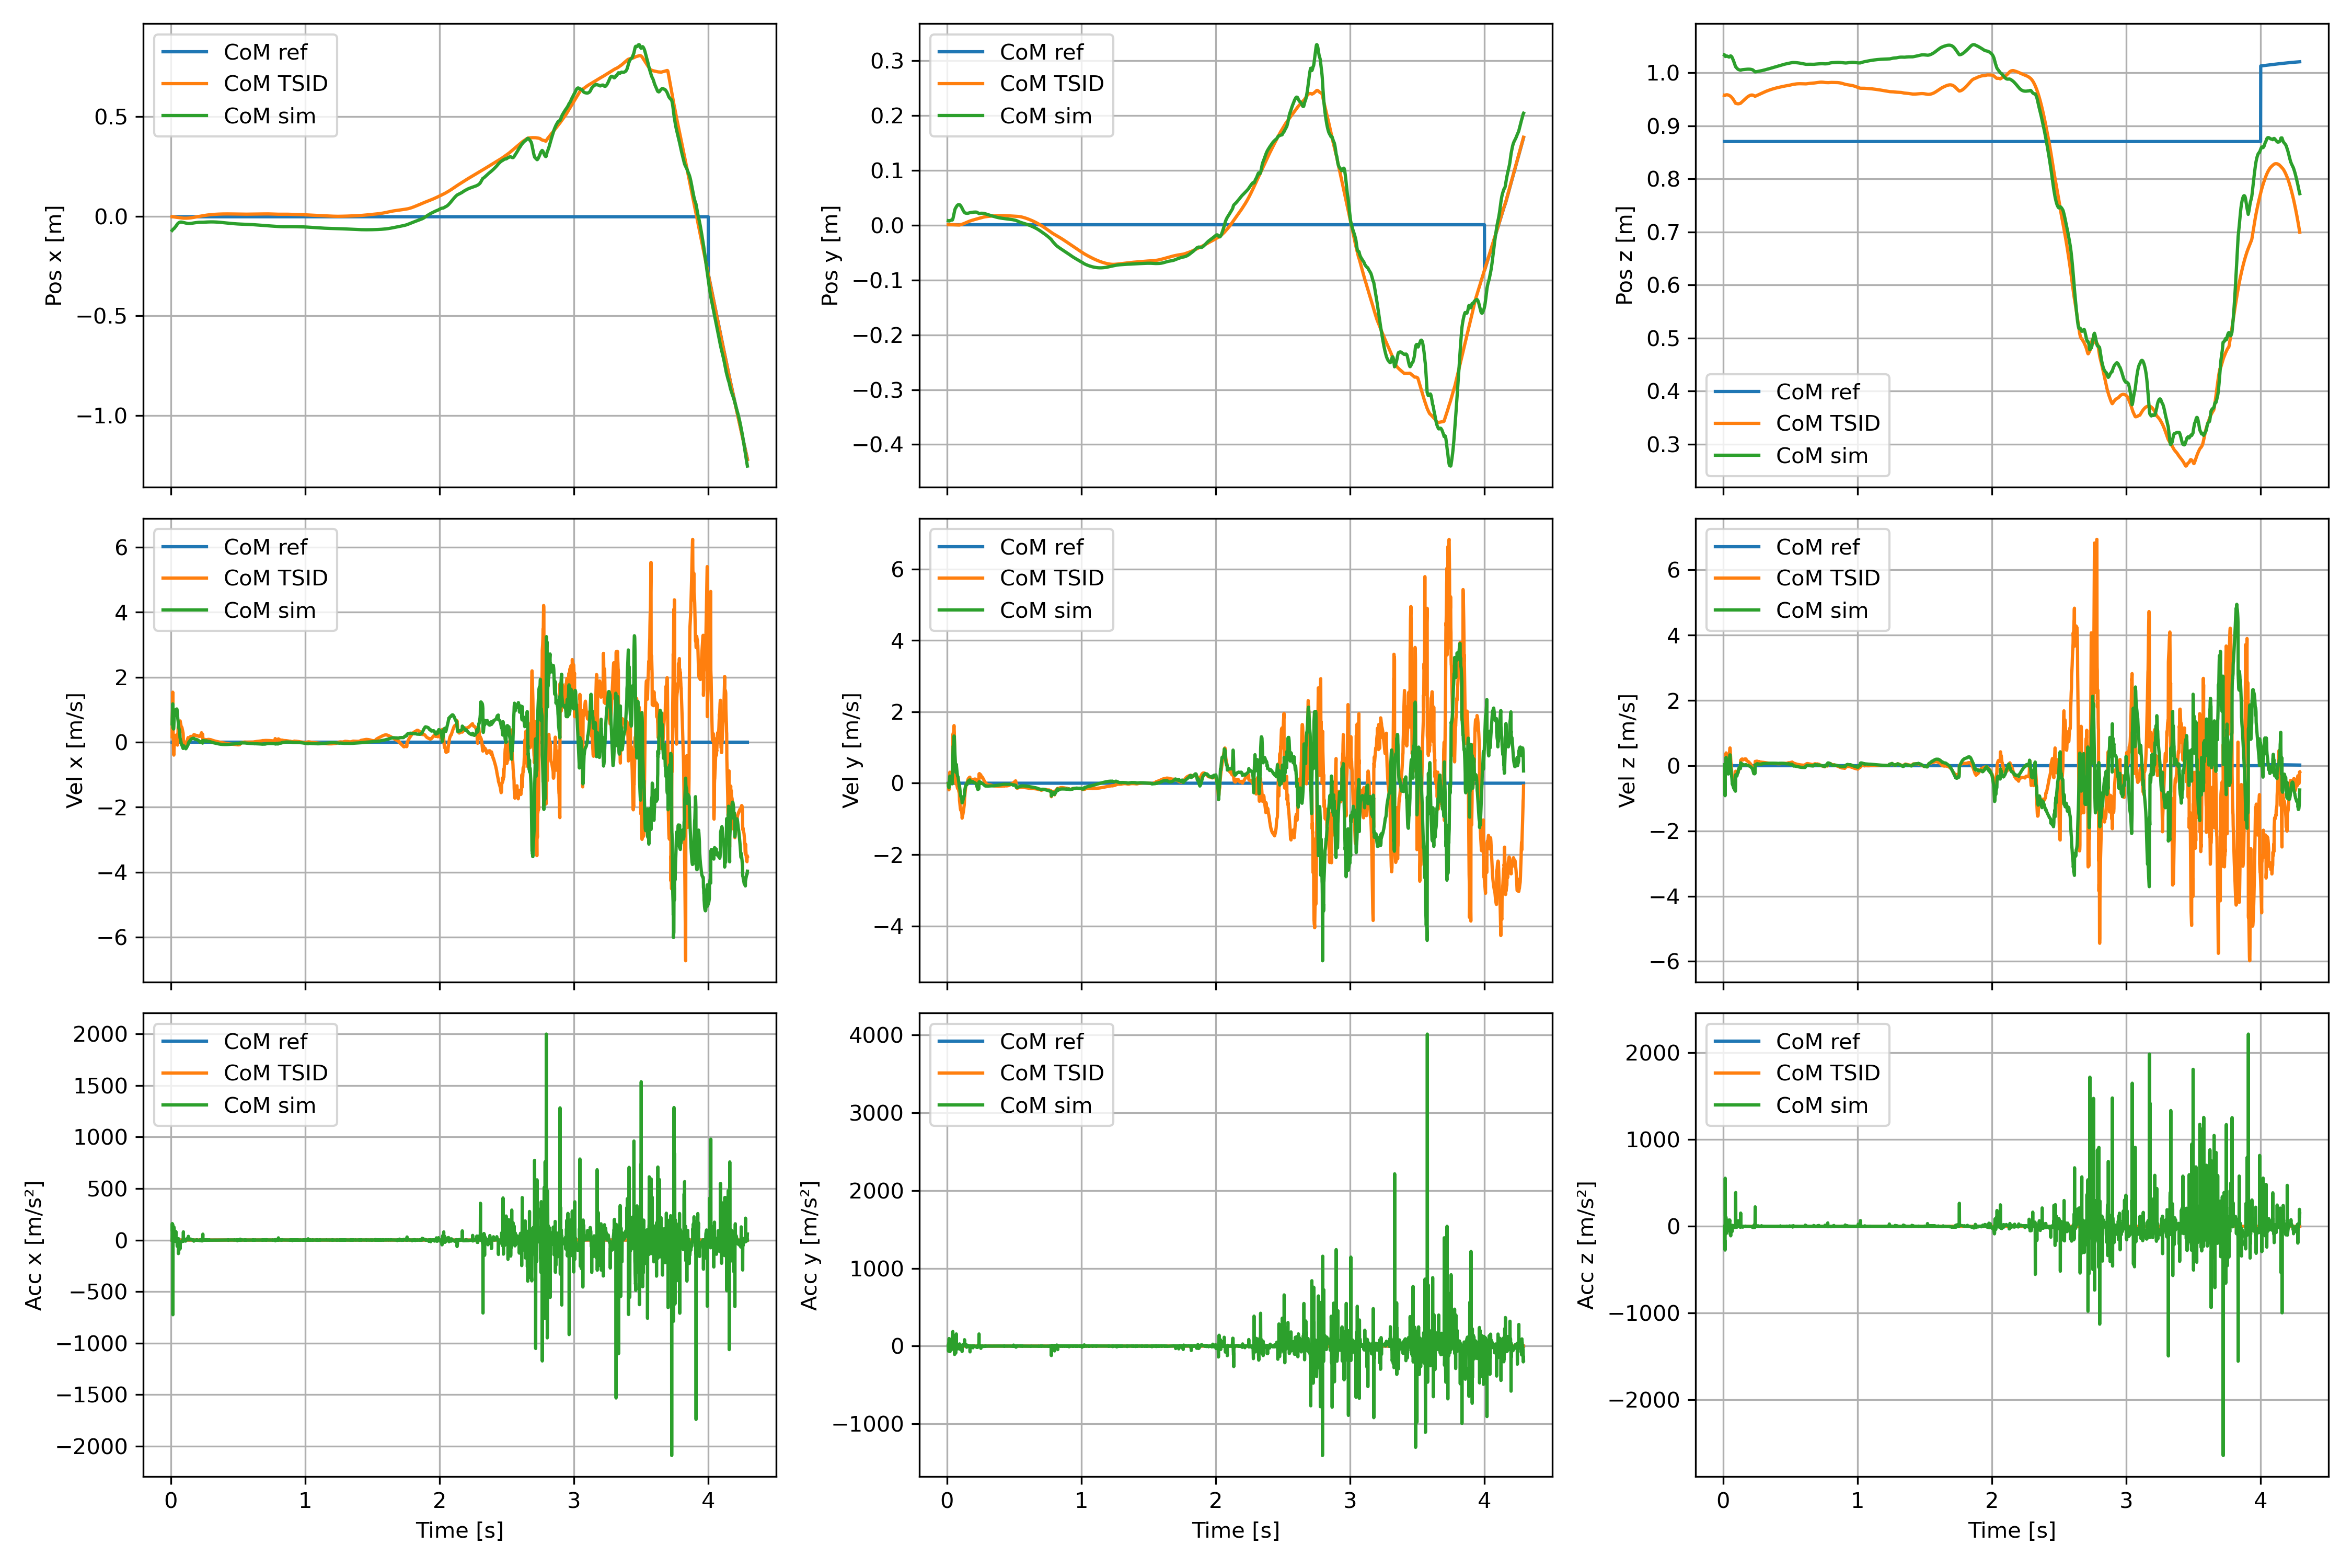 CoM ref
CoM TSID
CoM sim
Pos x [m]
0.5
0.0
−0.5
−1.0
CoM ref
CoM TSID
CoM sim
Pos y [m]
0.3
0.2
0.1
0.0
−0.1
−0.2
−0.3
−0.4
CoM ref
CoM TSID
CoM sim
Pos z [m]
1.0
0.9
0.8
0.7
0.6
0.5
0.4
0.3
CoM ref
CoM TSID
CoM sim
Vel x [m/s]
6
4
2
0
−2
−4
−6
CoM ref
CoM TSID
CoM sim
Vel y [m/s]
6
4
2
0
−2
−4
CoM ref
CoM TSID
CoM sim
Vel z [m/s]
6
4
2
0
−2
−4
−6
CoM ref
CoM TSID
CoM sim
Acc x [m/s²]
2000
1500
1000
500
0
−500
−1000
−1500
−2000
0 1 2 3 4
Time [s]
CoM ref
CoM TSID
CoM sim
Acc y [m/s²]
4000
3000
2000
1000
0
−1000
0 1 2 3 4
Time [s]
CoM ref
CoM TSID
CoM sim
Acc z [m/s²]
2000
1000
0
−1000
−2000
0 1 2 3 4
Time [s]